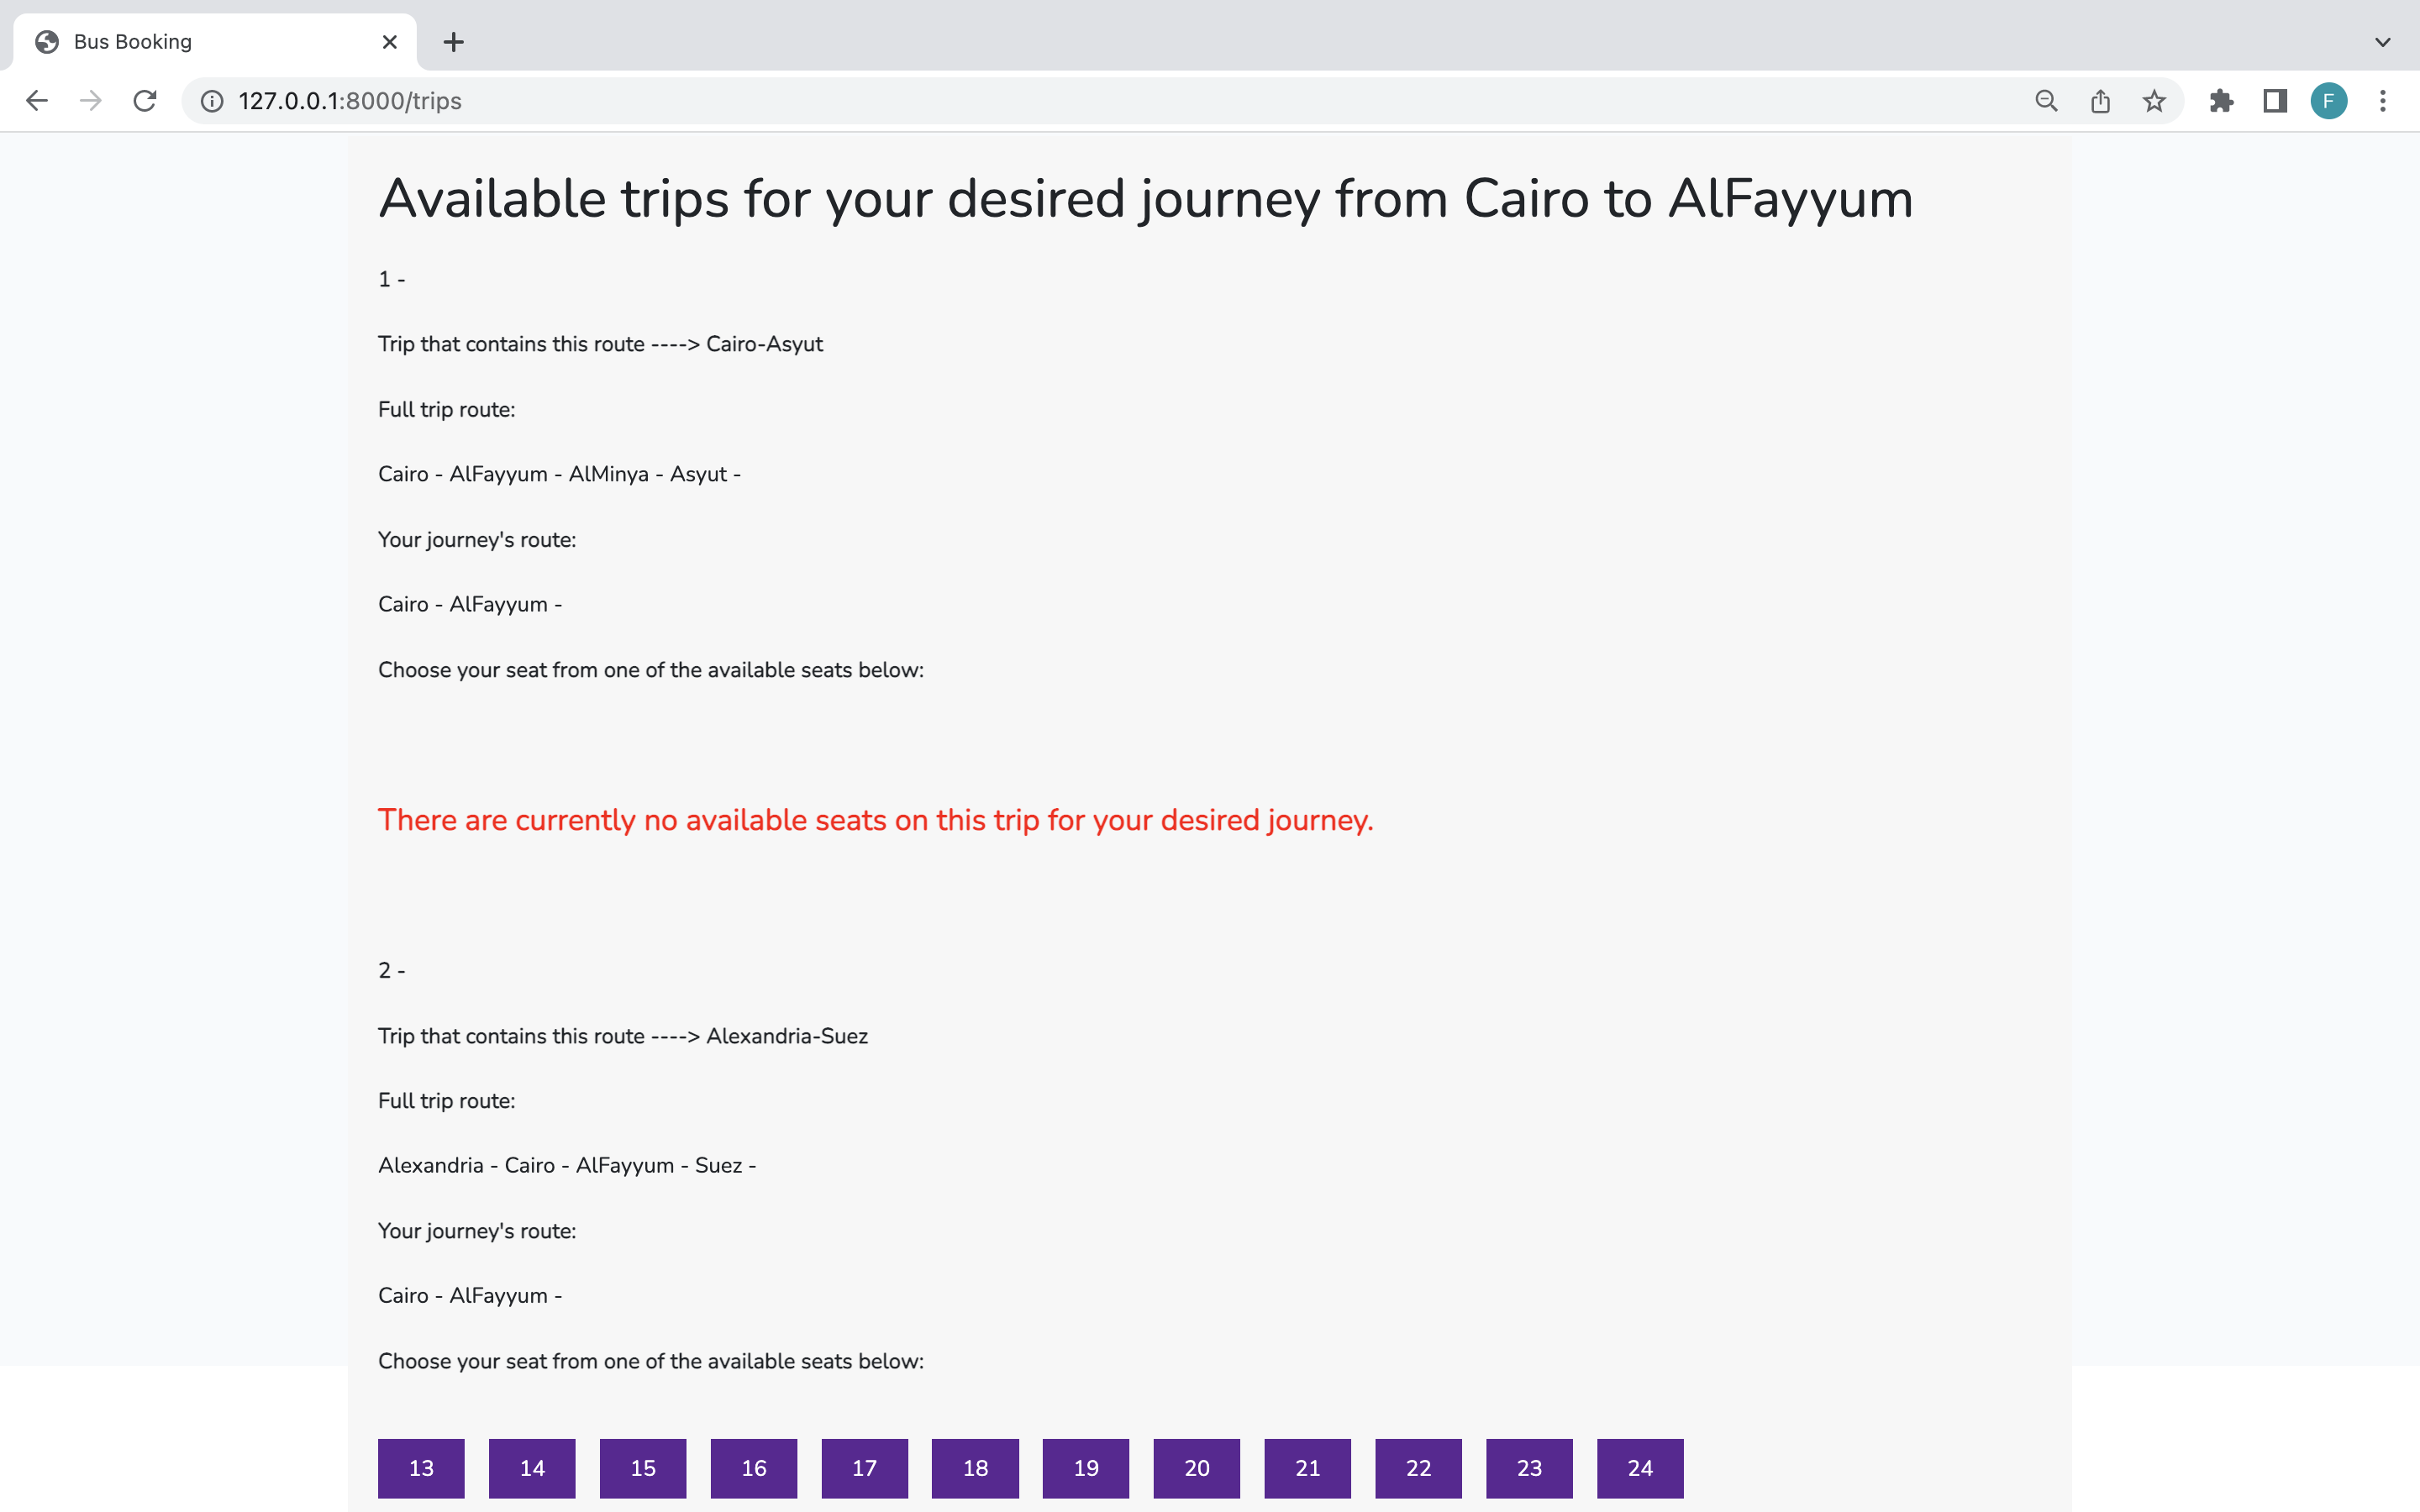 Bus Booking
127.0.0.1:8000/trips
F
Available trips for your desired journey from Cairo to AlFayyum
1 -
Trip that contains this route ----> Cairo-Asyut
Full trip route:
Cairo - AlFayyum - AlMinya - Asyut -
Your journey's route:
Cairo - AlFayyum -
Choose your seat from one of the available seats below:
There are currently no available seats on this trip for your desired journey.
2 -
Trip that contains this route ----> Alexandria-Suez
Full trip route:
Alexandria - Cairo - AlFayyum - Suez -
Your journey's route:
Cairo - AlFayyum -
Choose your seat from one of the available seats below:
13 14 15 16 17 18 19 20 21 22 23 24